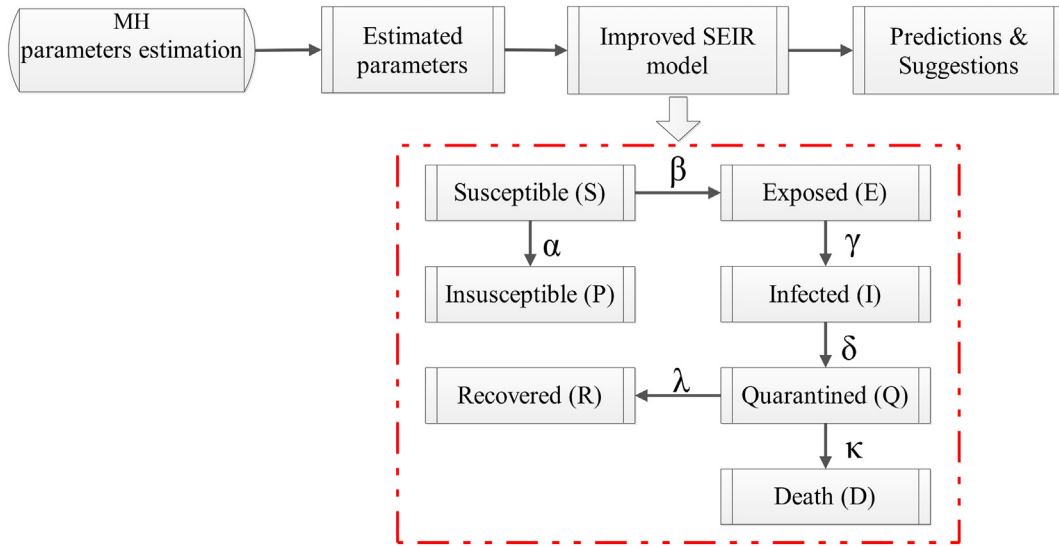 MH
parameters estimation
Estimated
parameters
Improved SEIR
model
Predictions &
Suggestions
Susceptible (S)
β
Exposed (E)
α
γ
Insusceptible (P)
Infected (I)
δ
Recovered (R)
λ
Quarantined (Q)
κ
Death (D)